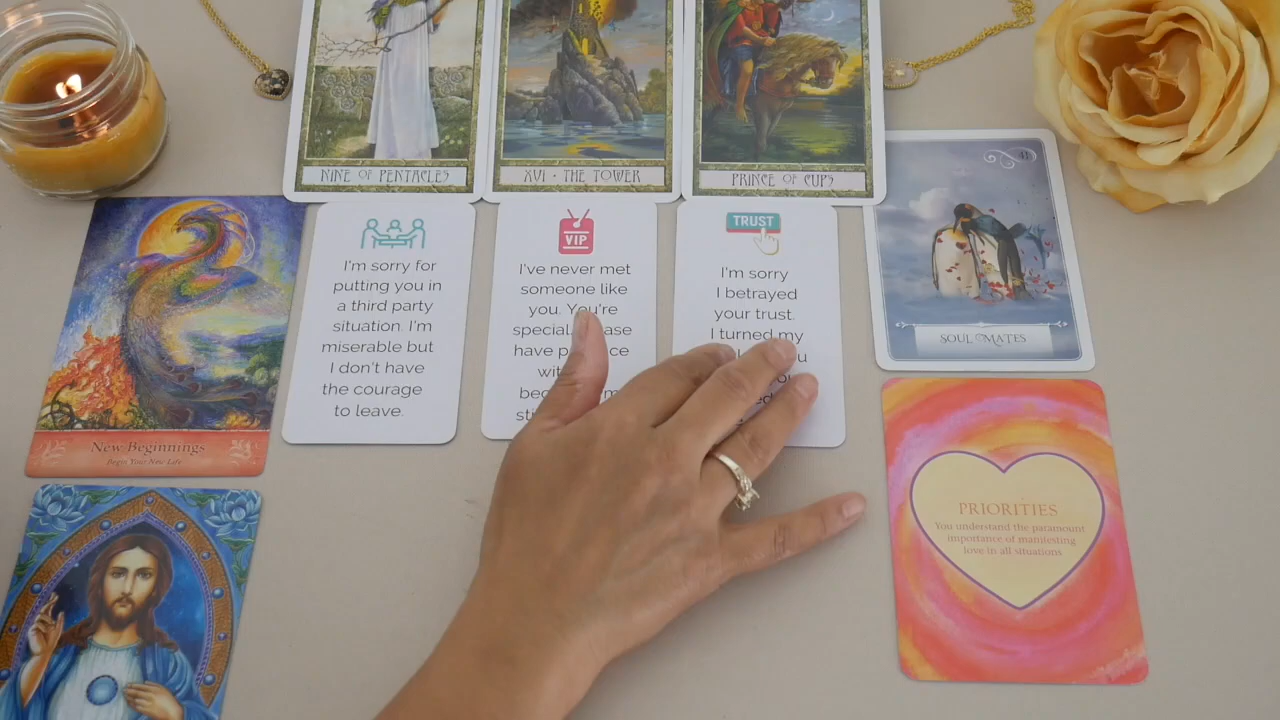 NINE OF PENTACLES
XVI · THE TOWER
PRINCE OF CUPS
New Beginnings
Begin Your New Life
I'm sorry for
putting you in
a third party
situation. I'm
miserable but
I don't have
the courage
to leave.
VIP
I've never met
someone like
you. You're
special.
have
TRUST
I'm sorry
I betrayed
your trust.
I turned my
SOUL MATES
PRIORITIES
You understand the paramount
importance of manifesting
love in all situations